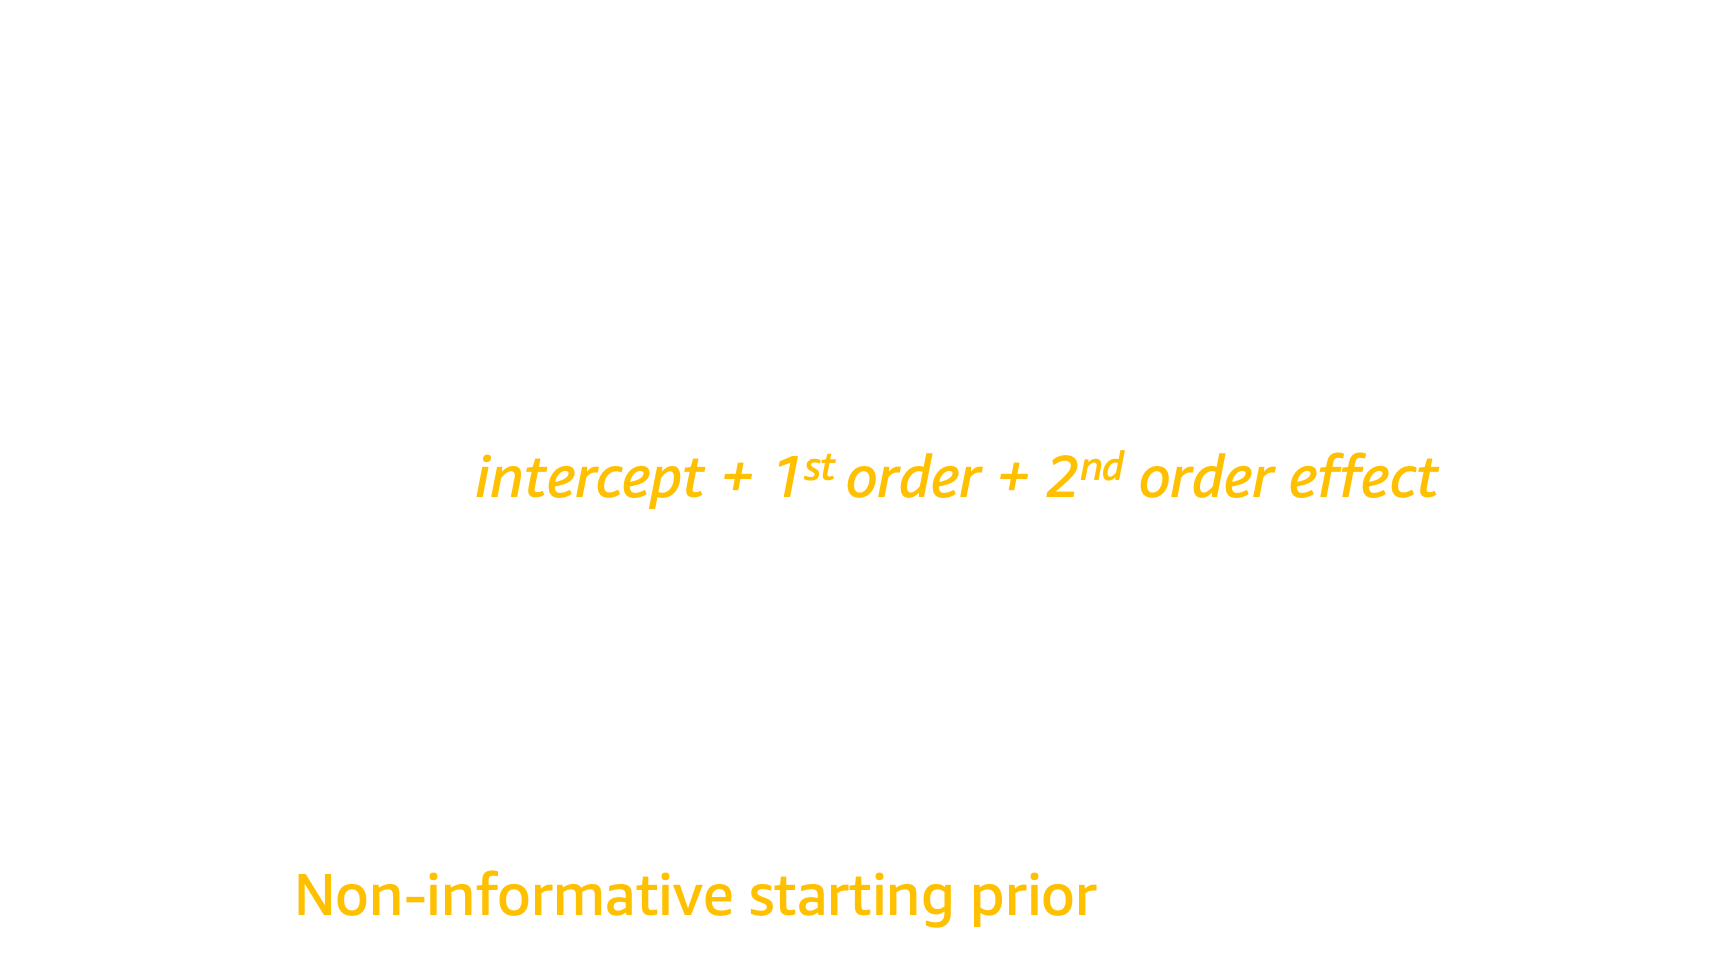 intercept + 1st order + 2nd order effect
Non-informative starting prior